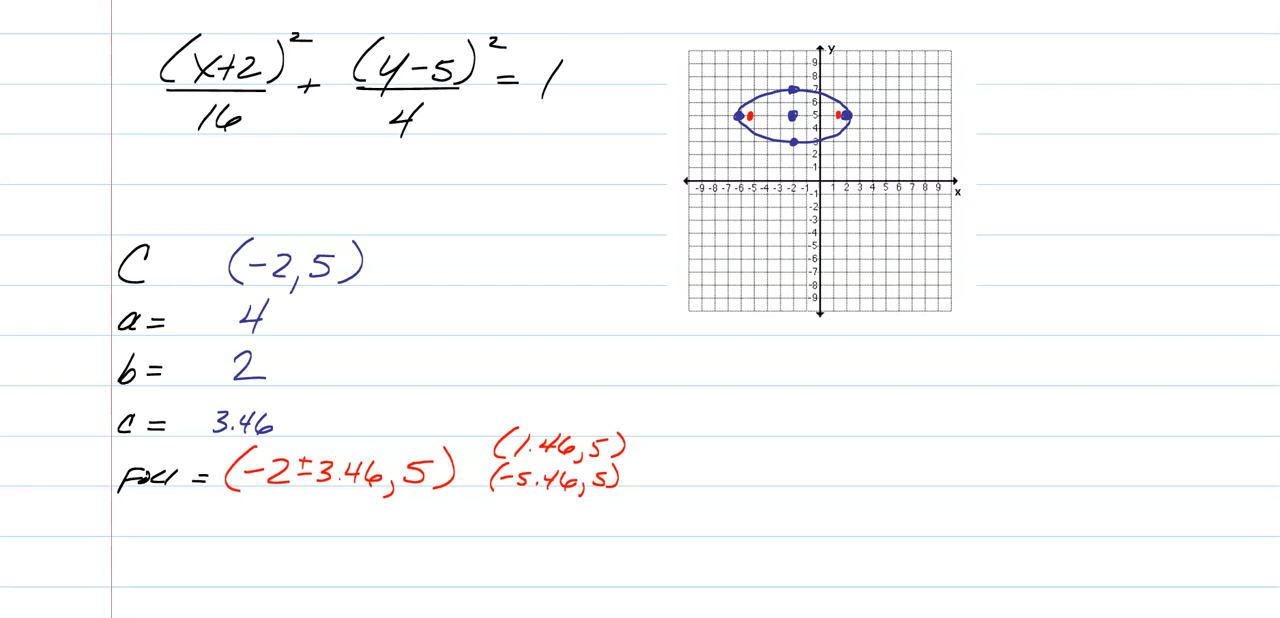 (x+2)²/16 + (y-5)²/4 = 1
C (-2,5)
a = 4
b = 2
c = 3.46
Foci = (-2±3.46, 5) (1.46, 5)
(-5.46, 5)
y
9
8
7
6
5
4
3
2
1
-9 -8 -7 -6 -5 -4 -3 -2 -1 1 2 3 4 5 6 7 8 9
x
-1
-2
-3
-4
-5
-6
-7
-8
-9